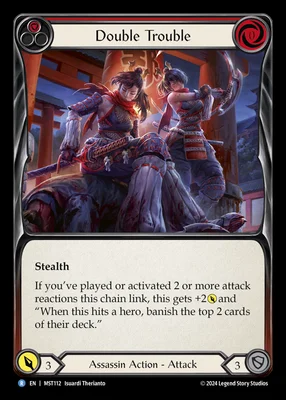 Double Trouble
Stealth
If you've played or activated 2 or more attack
reactions this chain link, this gets +2 and
"When this hits a hero, banish the top 2 cards
of their deck."
3
Assassin Action - Attack
3
R EN | MST112 Isuardi Therianto
© 2024 Legend Story Studios